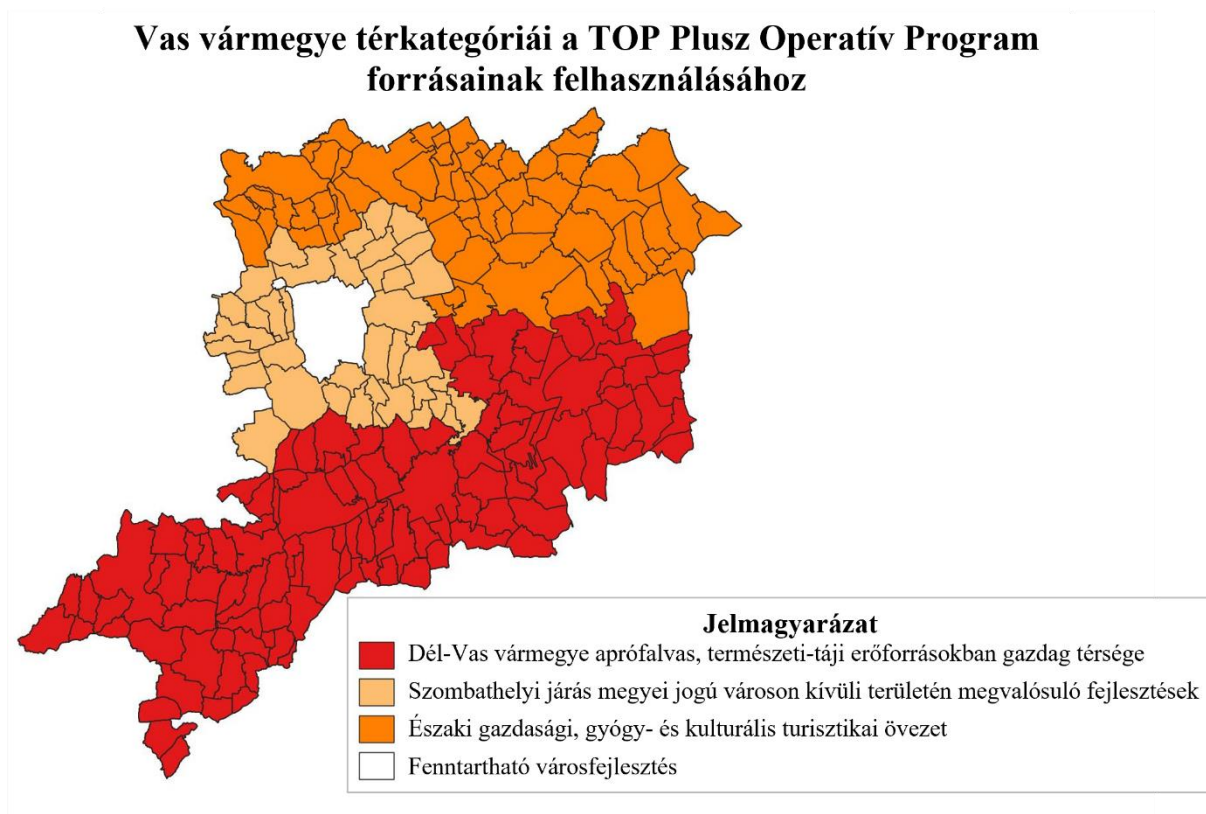 Vas vármegye térkategóriái a TOP Plusz Operatív Program
forrásainak felhasználásához
Jelmagyarázat
Dél-Vas vármegye aprófalvas, természeti-táji erőforrásokban gazdag térsége
Szombathelyi járás megyei jogú városon kívüli területén megvalósuló fejlesztések
Északi gazdasági, gyógy- és kulturális turisztikai övezet
Fenntartható városfejlesztés